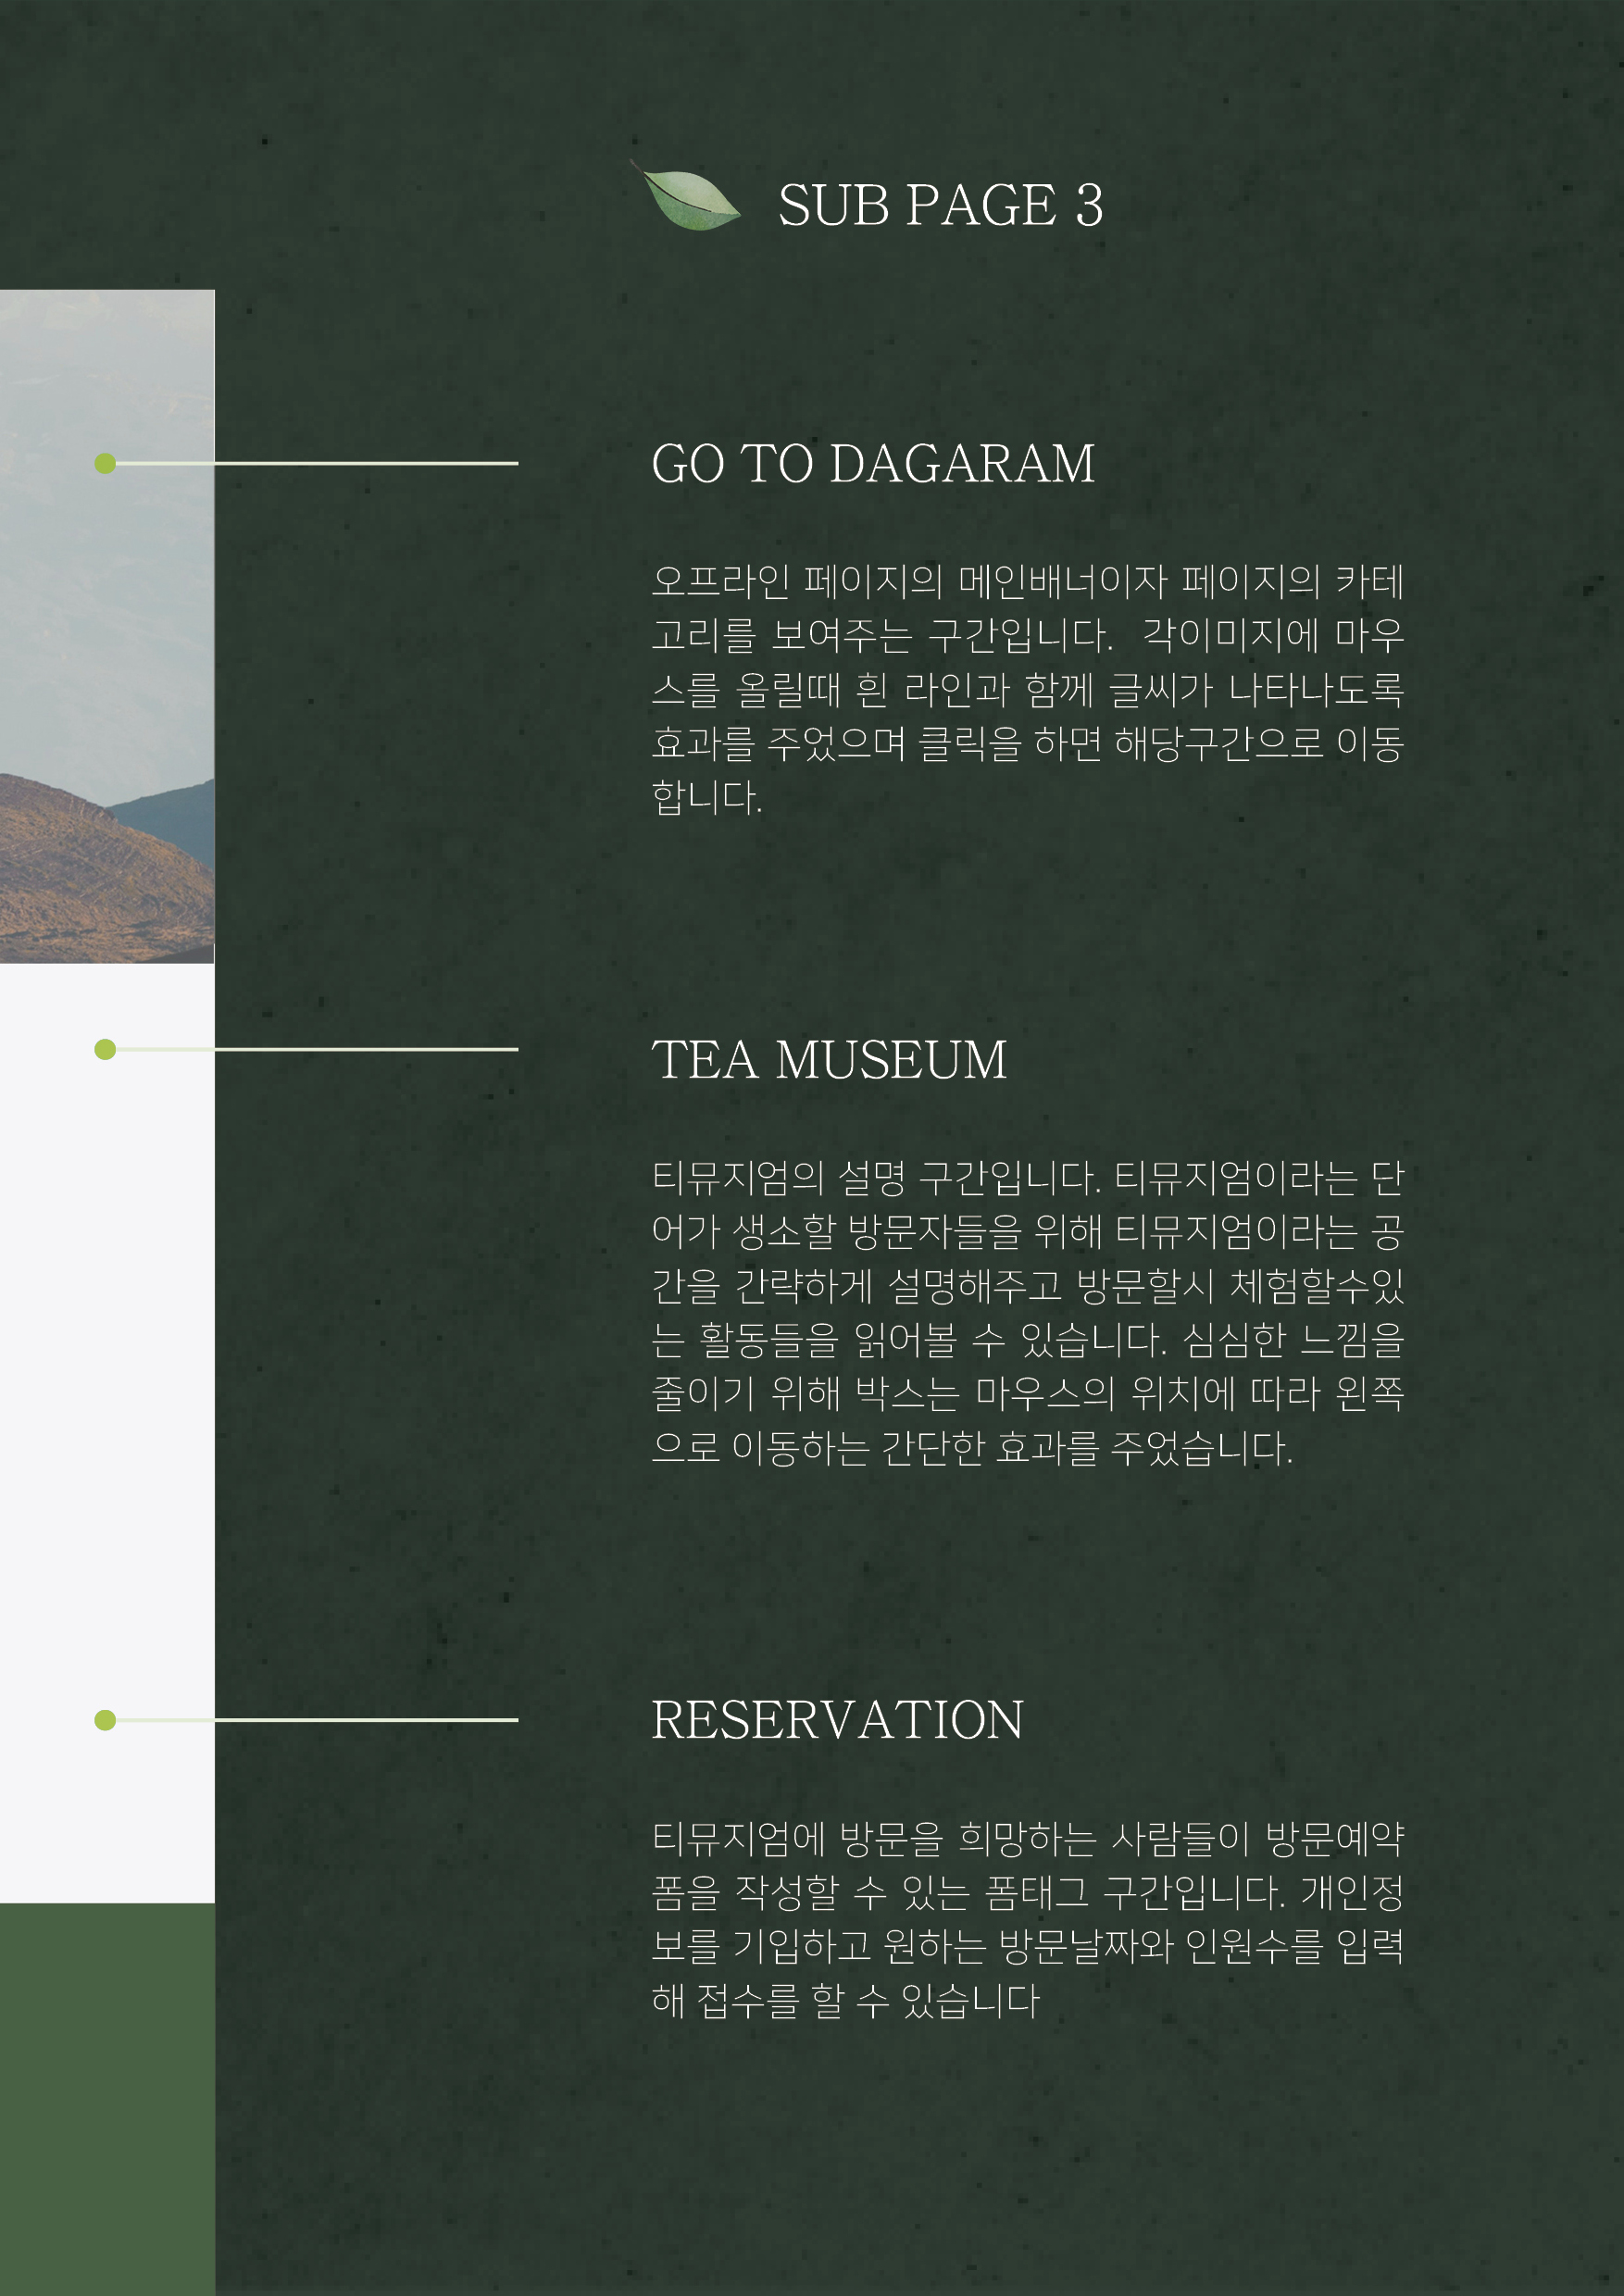 SUB PAGE 3
GO TO DAGARAM
오프라인 페이지의 메인배너이자 페이지의 카테
고리를 보여주는 구간입니다.  각이미지에 마우
스를 올릴때 흰 라인과 함께 글씨가 나타나도록
효과를 주었으며 클릭을 하면 해당구간으로 이동
합니다.
TEA MUSEUM
티뮤지엄의 설명 구간입니다. 티뮤지엄이라는 단
어가 생소할 방문자들을 위해 티뮤지엄이라는 공
간을 간략하게 설명해주고 방문할시 체험할수있
는 활동들을 읽어볼 수 있습니다. 심심한 느낌을
줄이기 위해 박스는 마우스의 위치에 따라 왼쪽
으로 이동하는 간단한 효과를 주었습니다.
RESERVATION
티뮤지엄에 방문을 희망하는 사람들이 방문예약
폼을 작성할 수 있는 폼태그 구간입니다. 개인정
보를 기입하고 원하는 방문날짜와 인원수를 입력
해 접수를 할 수 있습니다